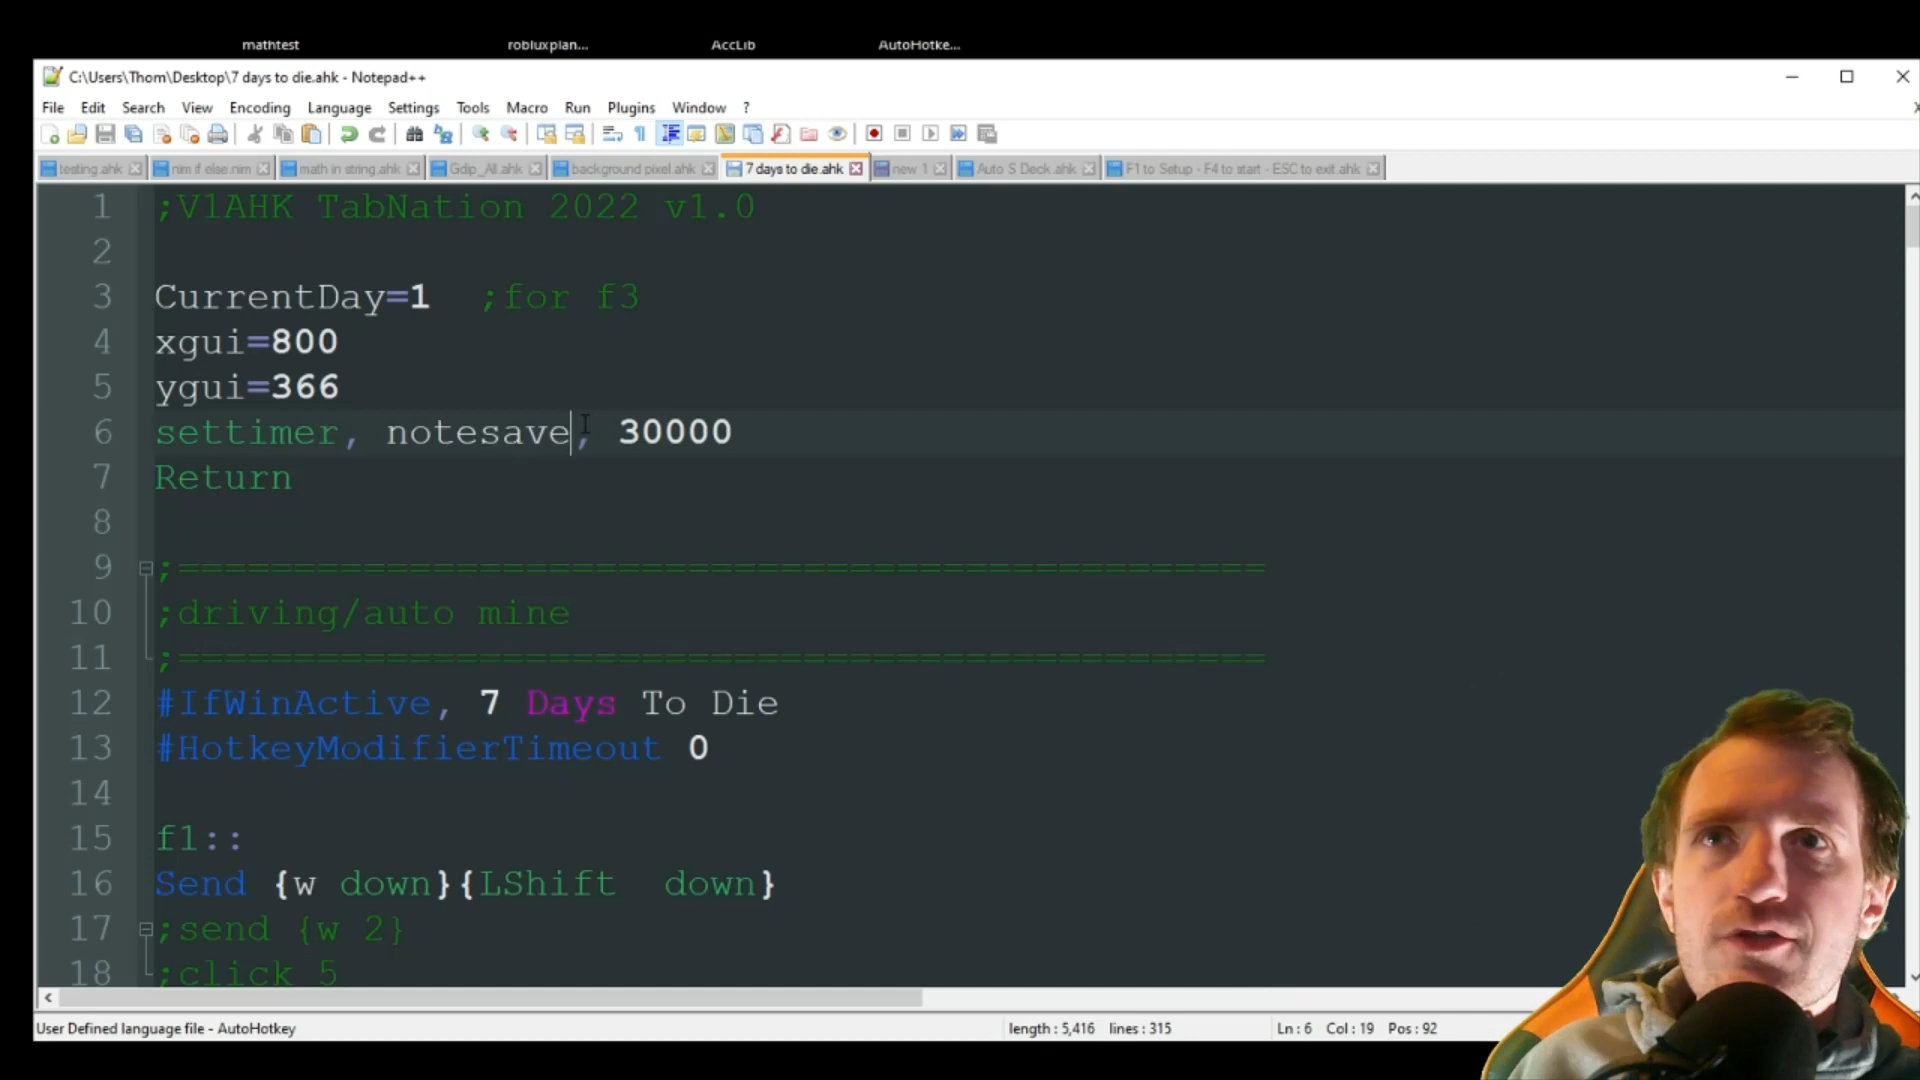 mathtest robluxplan... AccLib AutoHotke...
C:\Users\Thom\Desktop\7 days to die.ahk - Notepad++
File Edit Search View Encoding Language Settings Tools Macro Run Plugins Window ?
testing.ahk nim if else.nim math in string.ahk Gdip_All.ahk background pixel.ahk 7 days to die.ahk new 1 Auto S Deck.ahk F1 to Setup - F4 to start - ESC to exit.ahk
1 ;V1AHK TabNation 2022 v1.0
2
3 CurrentDay=1 ;for f3
4 xgui=800
5 ygui=366
6 settimer, notesave, 30000
7 Return
8
9 ;===============================================
10 ;driving/auto mine
11 ;===============================================
12 #IfWinActive, 7 Days To Die
13 #HotkeyModifierTimeout 0
14
15 f1::
16 Send {w down}{LShift  down}
17 ;send {w 2}
18 ;click 5
User Defined language file - AutoHotkey length : 5,416 lines : 315 Ln : 6 Col : 19 Pos : 92